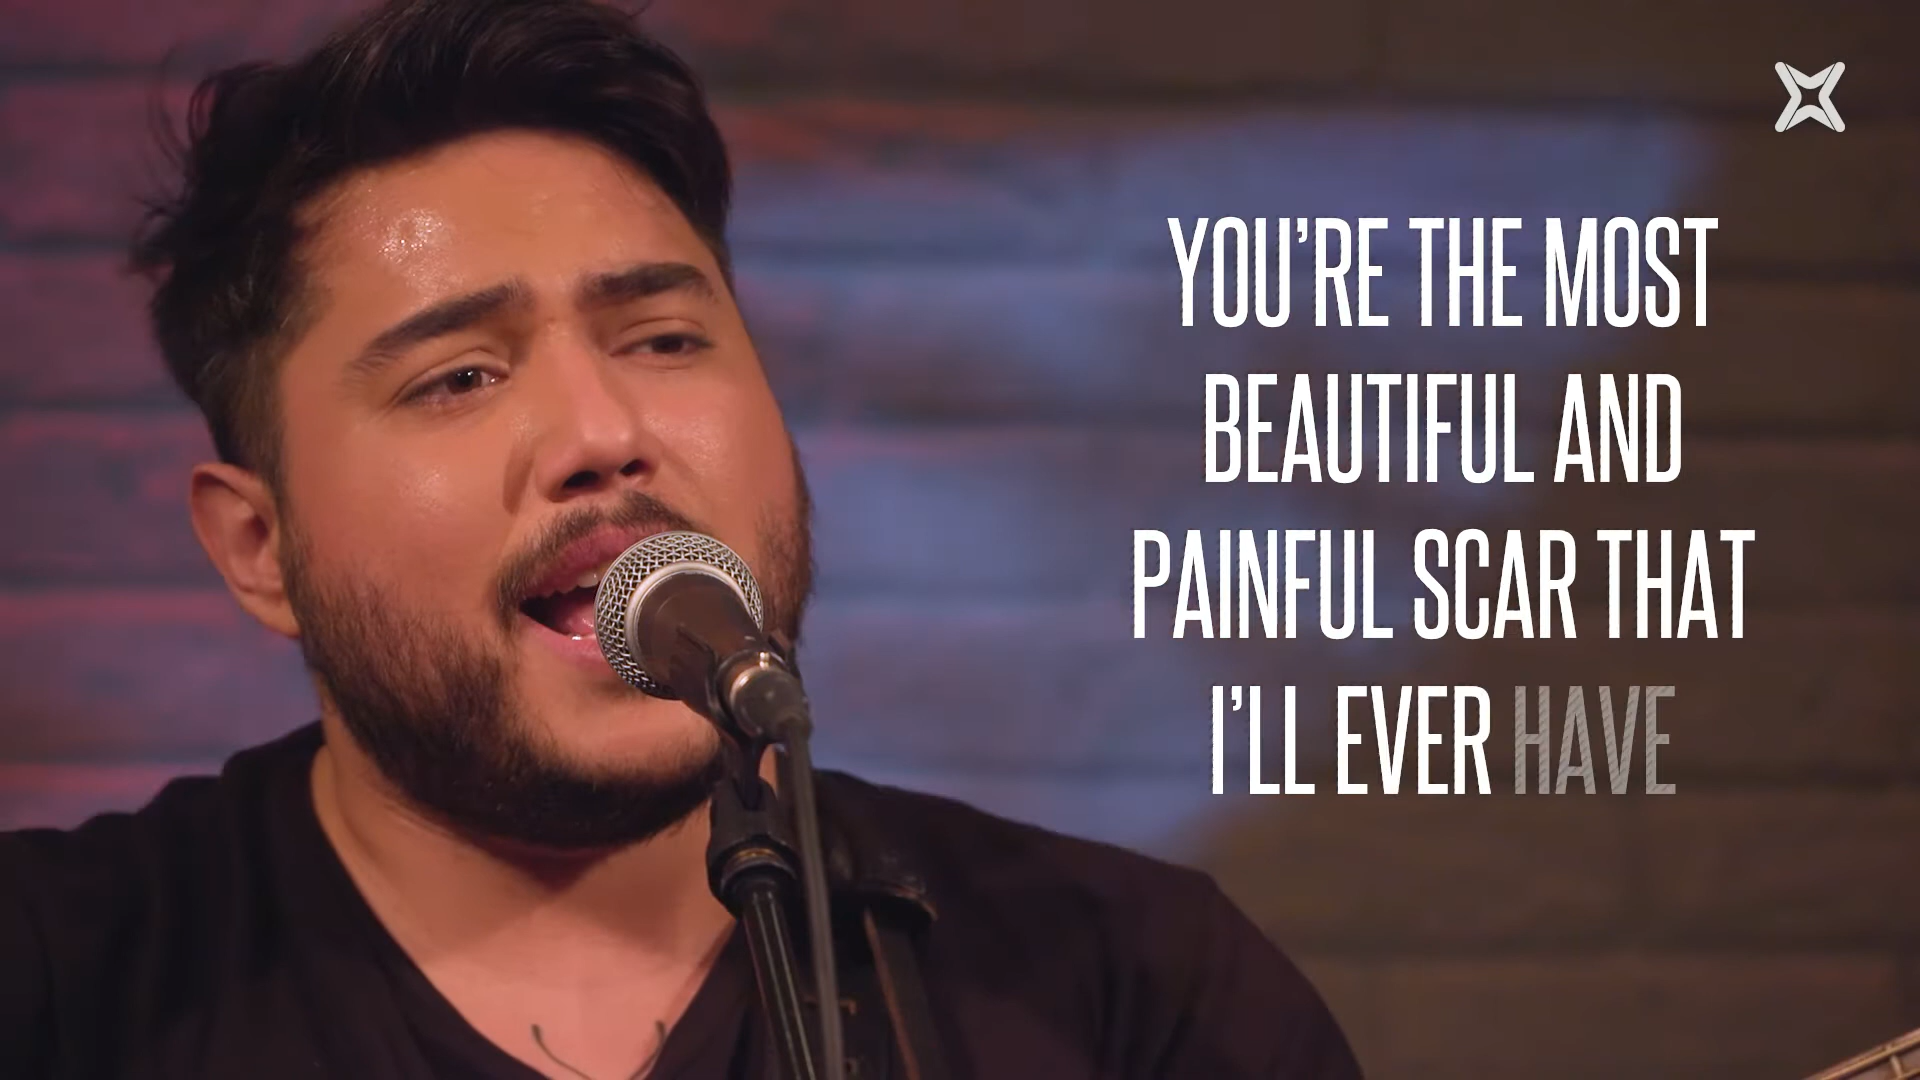 YOU'RE THE MOST
BEAUTIFUL AND
PAINFUL SCAR THAT
I'LL EVER HAVE